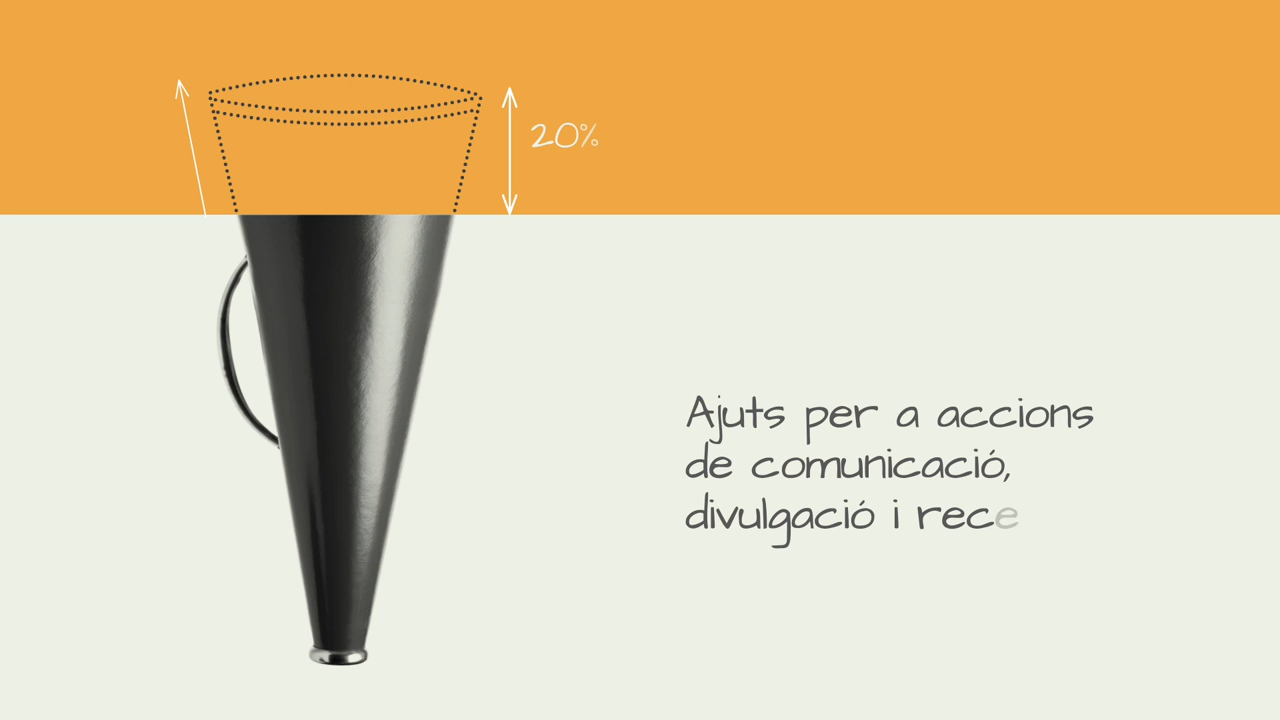 20%
Ajuts per a accions
de comunicació,
divulgació i rece